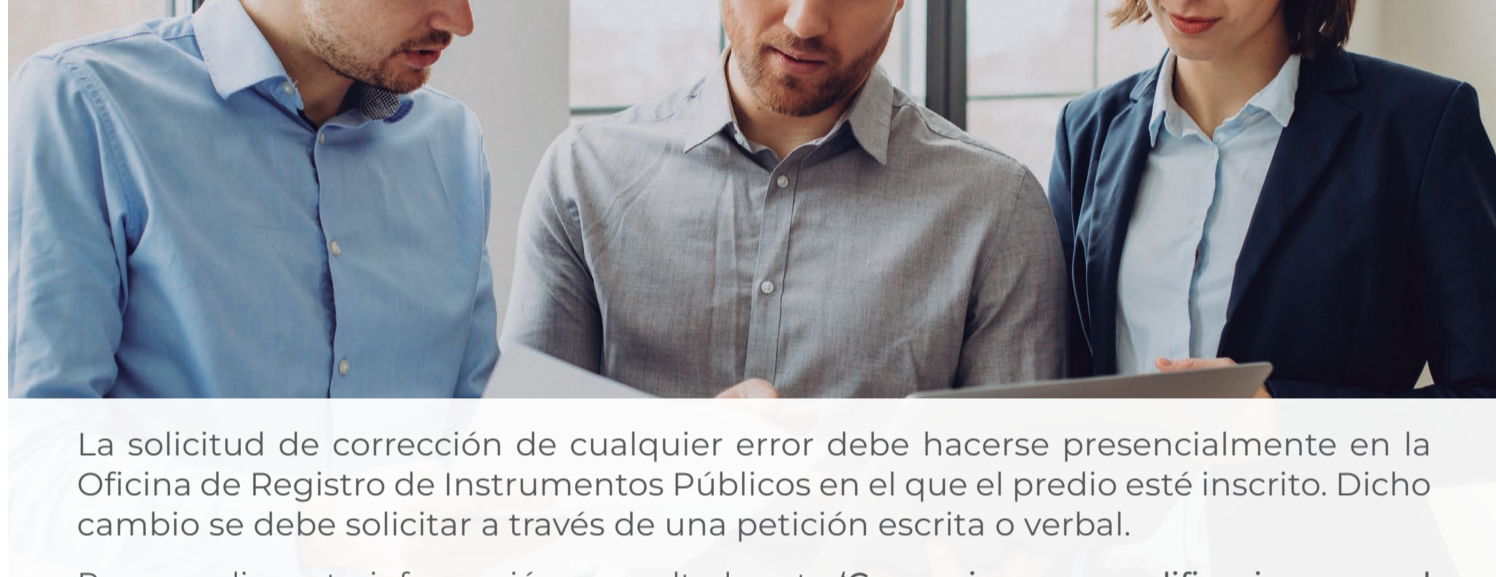 La solicitud de corrección de cualquier error debe hacerse presencialmente en la
Oficina de Registro de Instrumentos Públicos en el que el predio esté inscrito. Dicho
cambio se debe solicitar a través de una petición escrita o verbal.